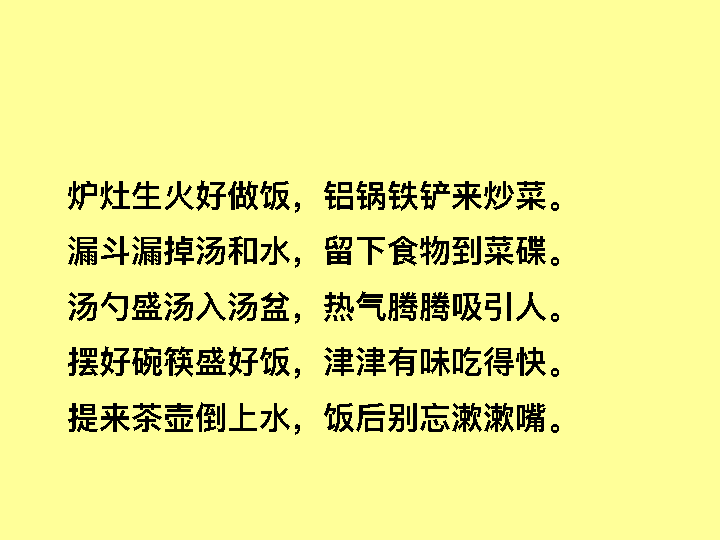 炉灶生火好做饭，铝锅铁铲来炒菜。
漏斗漏掉汤和水，留下食物到菜碟。
汤勺盛汤入汤盆，热气腾腾吸引人。
摆好碗筷盛好饭，津津有味吃得快。
提来茶壶倒上水，饭后别忘漱漱嘴。